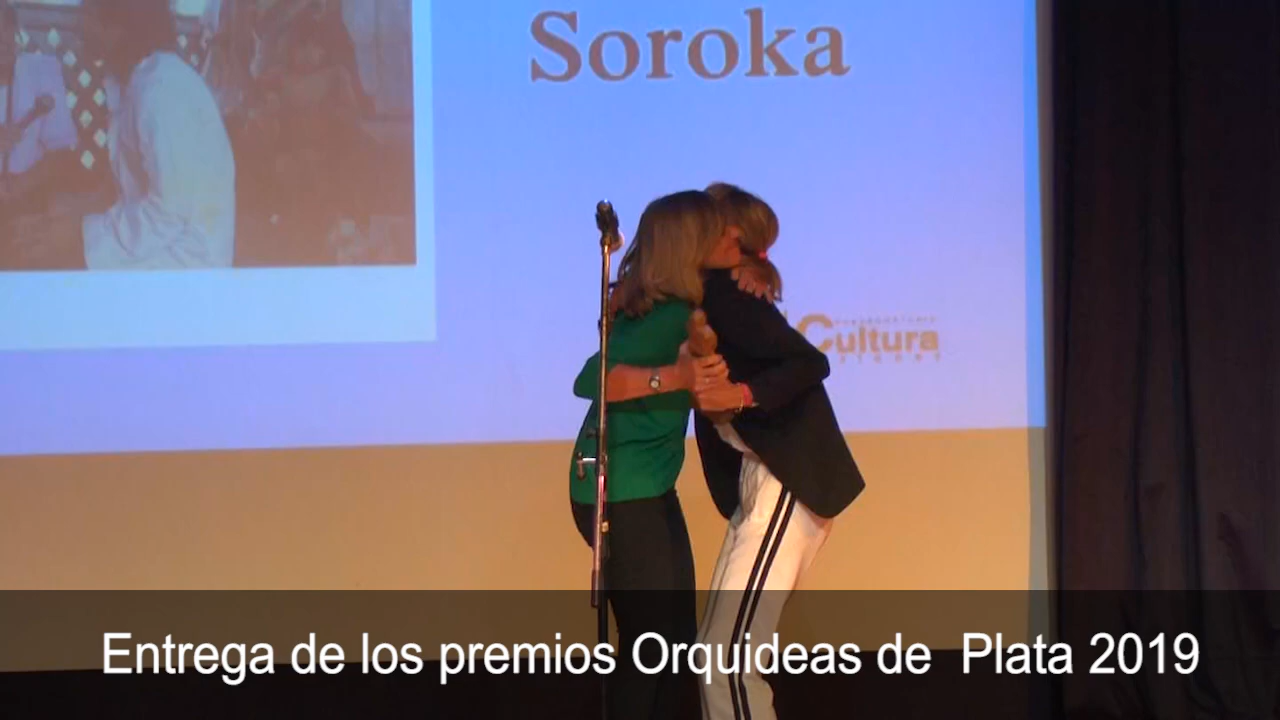 Soroka
Cultura
Entrega de los premios Orquideas de Plata 2019